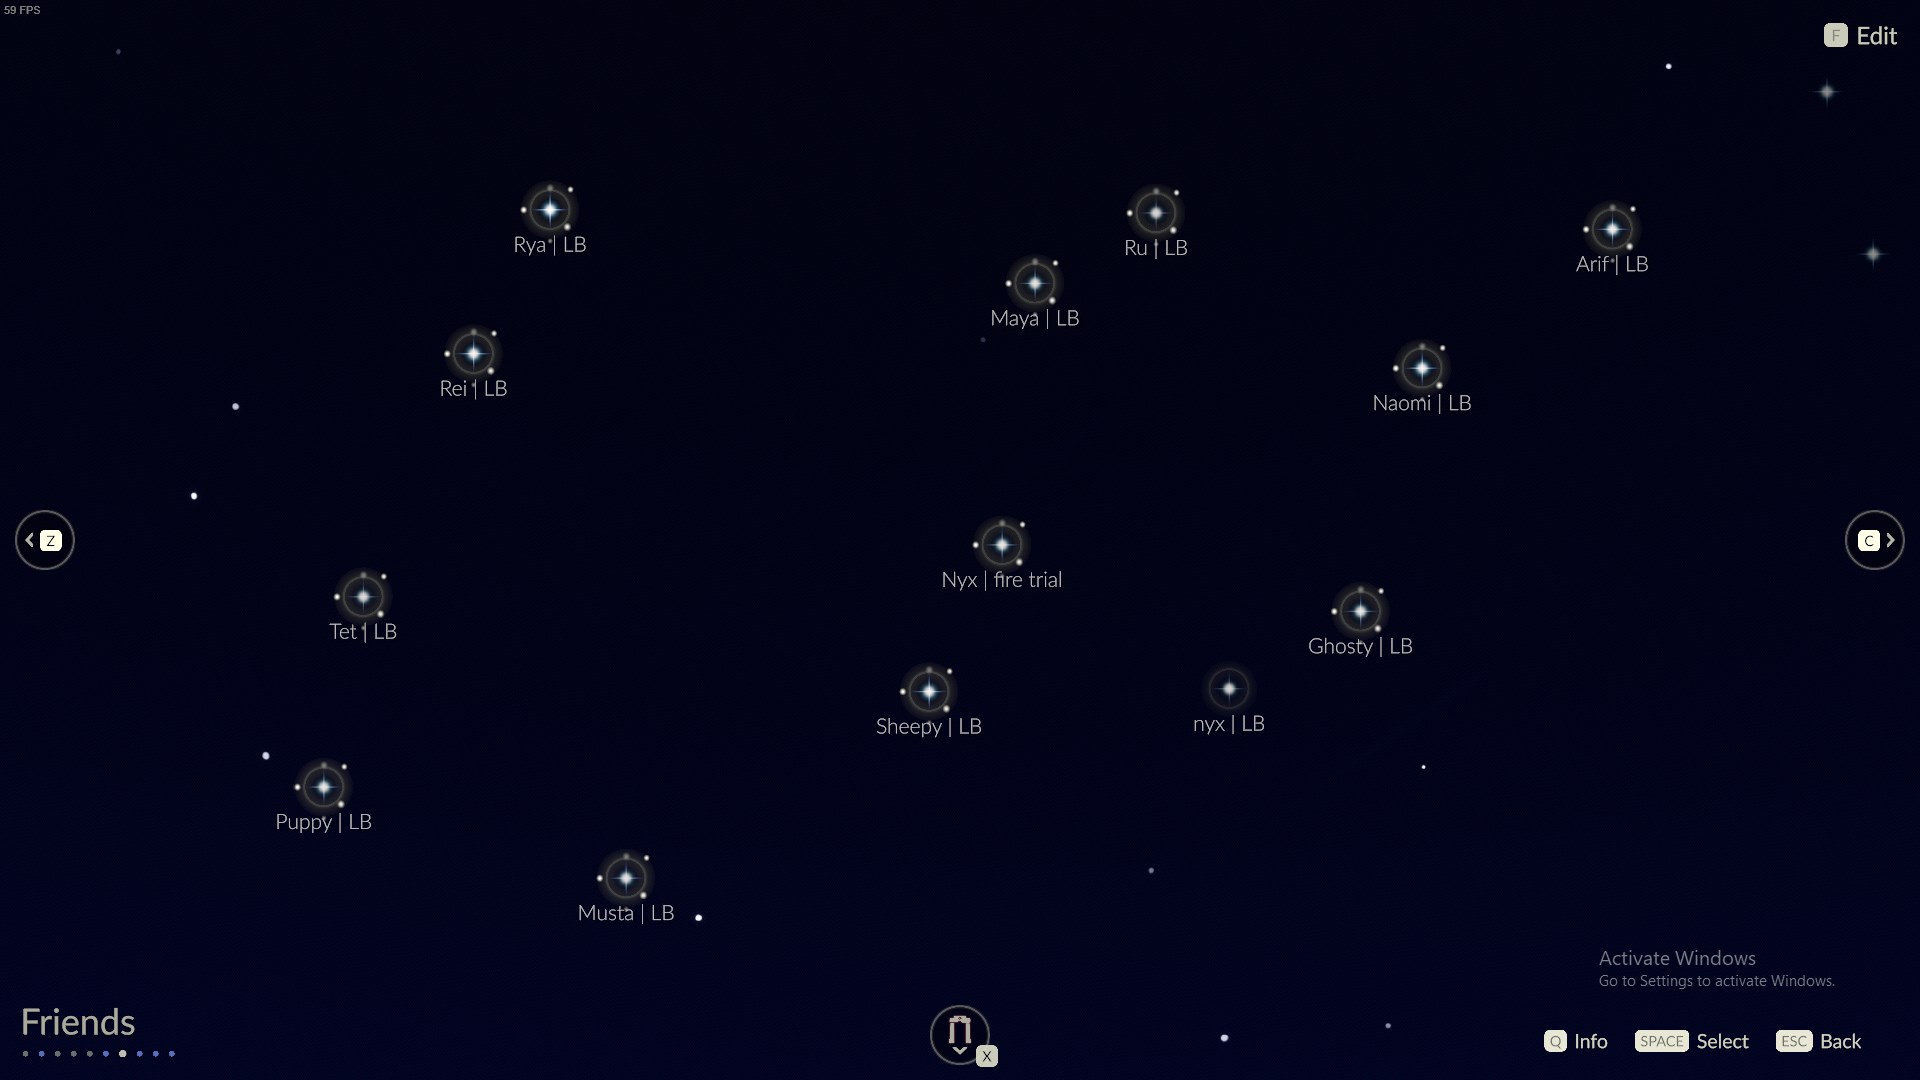 59 FPS
F Edit
Rya | LB
Ru | LB
Arif | LB
Maya | LB
Rei | LB
Naomi | LB
Z
C
Nyx | fire trial
Tet | LB
Ghosty | LB
Sheepy | LB
nyx | LB
Puppy | LB
Musta | LB
Activate Windows
Go to Settings to activate Windows.
Friends
X
Q Info SPACE Select ESC Back